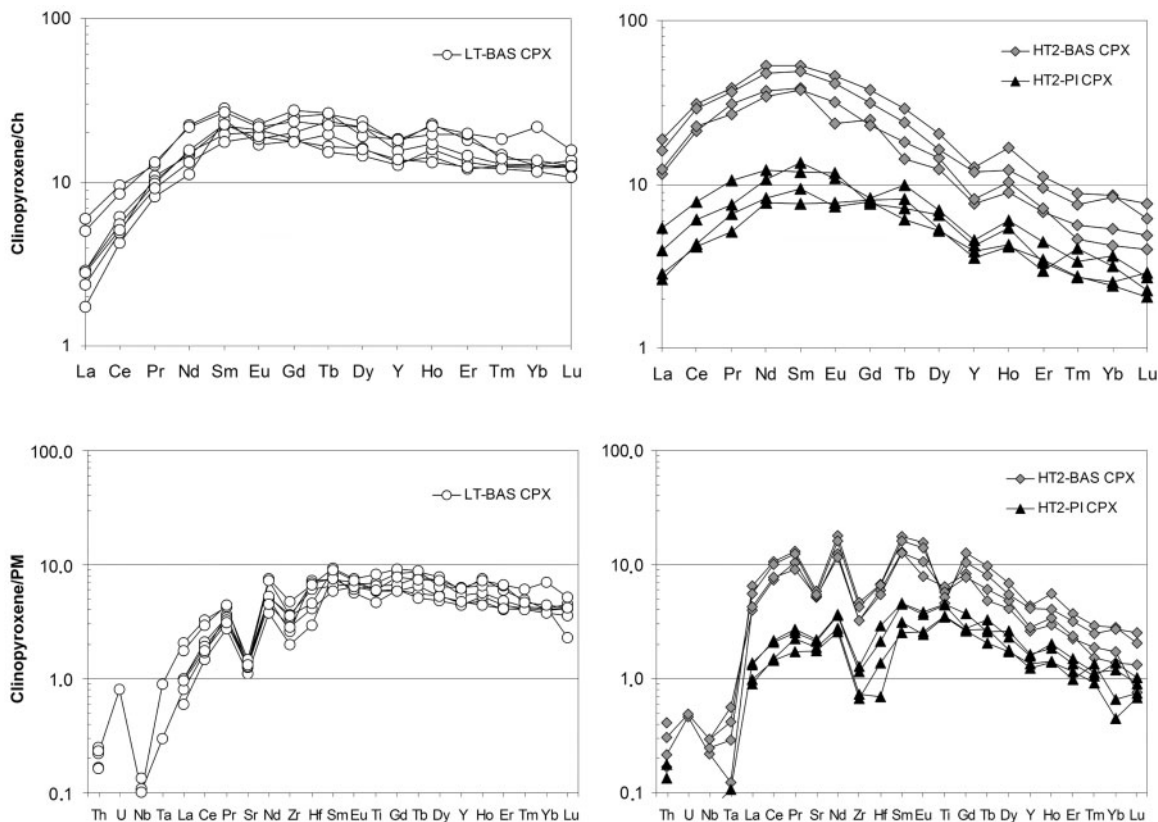 100
10
1
Clinopyroxene/Ch
LT-BAS CPX
La Ce Pr Nd Sm Eu Gd Tb Dy Y Ho Er Tm Yb Lu
100
10
1
HT2-BAS CPX
HT2-PI CPX
La Ce Pr Nd Sm Eu Gd Tb Dy Y Ho Er Tm Yb Lu
100.0
10.0
1.0
0.1
Clinopyroxene/PM
LT-BAS CPX
Th U Nb Ta La Ce Pr Sr Nd Zr Hf Sm Eu Ti Gd Tb Dy Y Ho Er Tm Yb Lu
100.0
10.0
1.0
0.1
HT2-BAS CPX
HT2-PI CPX
Th U Nb Ta La Ce Pr Sr Nd Zr Hf Sm Eu Ti Gd Tb Dy Y Ho Er Tm Yb Lu